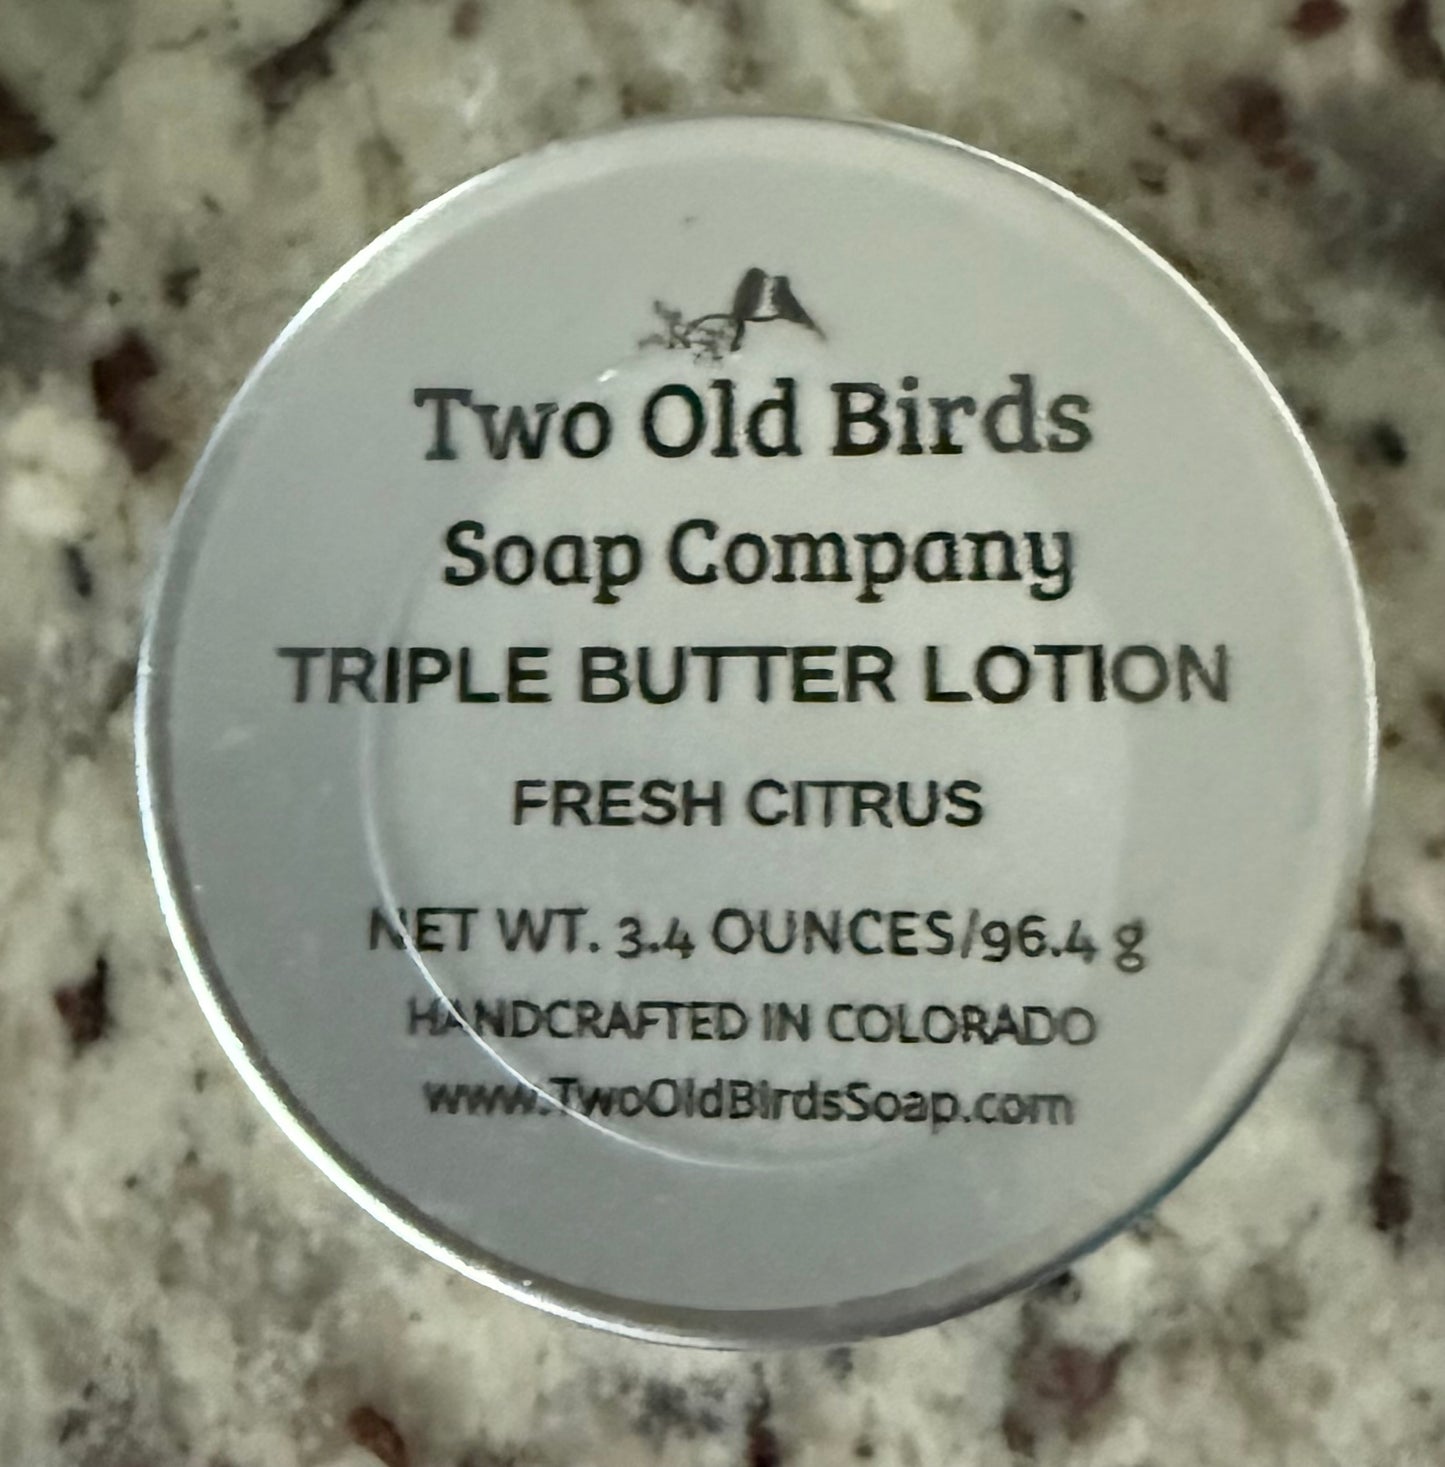 Two Old Birds
Soap Company
TRIPLE BUTTER LOTION
FRESH CITRUS
NET WT. 3.4 OUNCES/96.4 g
HANDCRAFTED IN COLORADO
www.TwoOldBirdsSoap.com